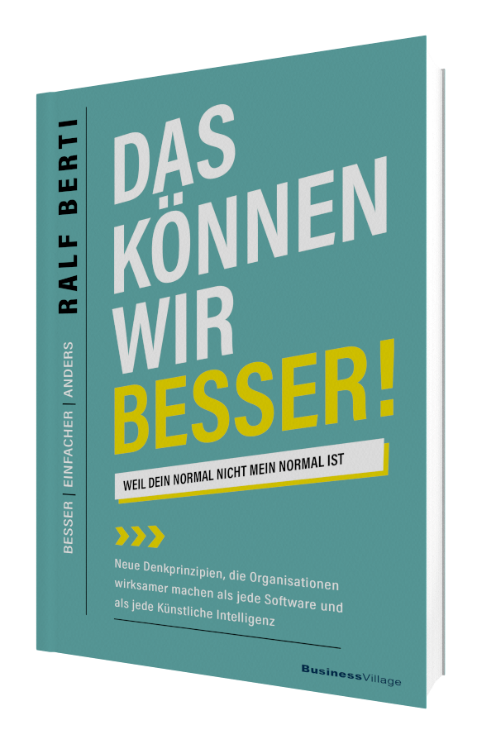 BESSER | EINFACHER | ANDERS
RALF BERTI
DAS
KÖNNEN
WIR
BESSER!
WEIL DEIN NORMAL NICHT MEIN NORMAL IST
Neue Denkprinzipien, die Organisationen
wirksamer machen als jede Software und
als jede Künstliche Intelligenz
BusinessVillage